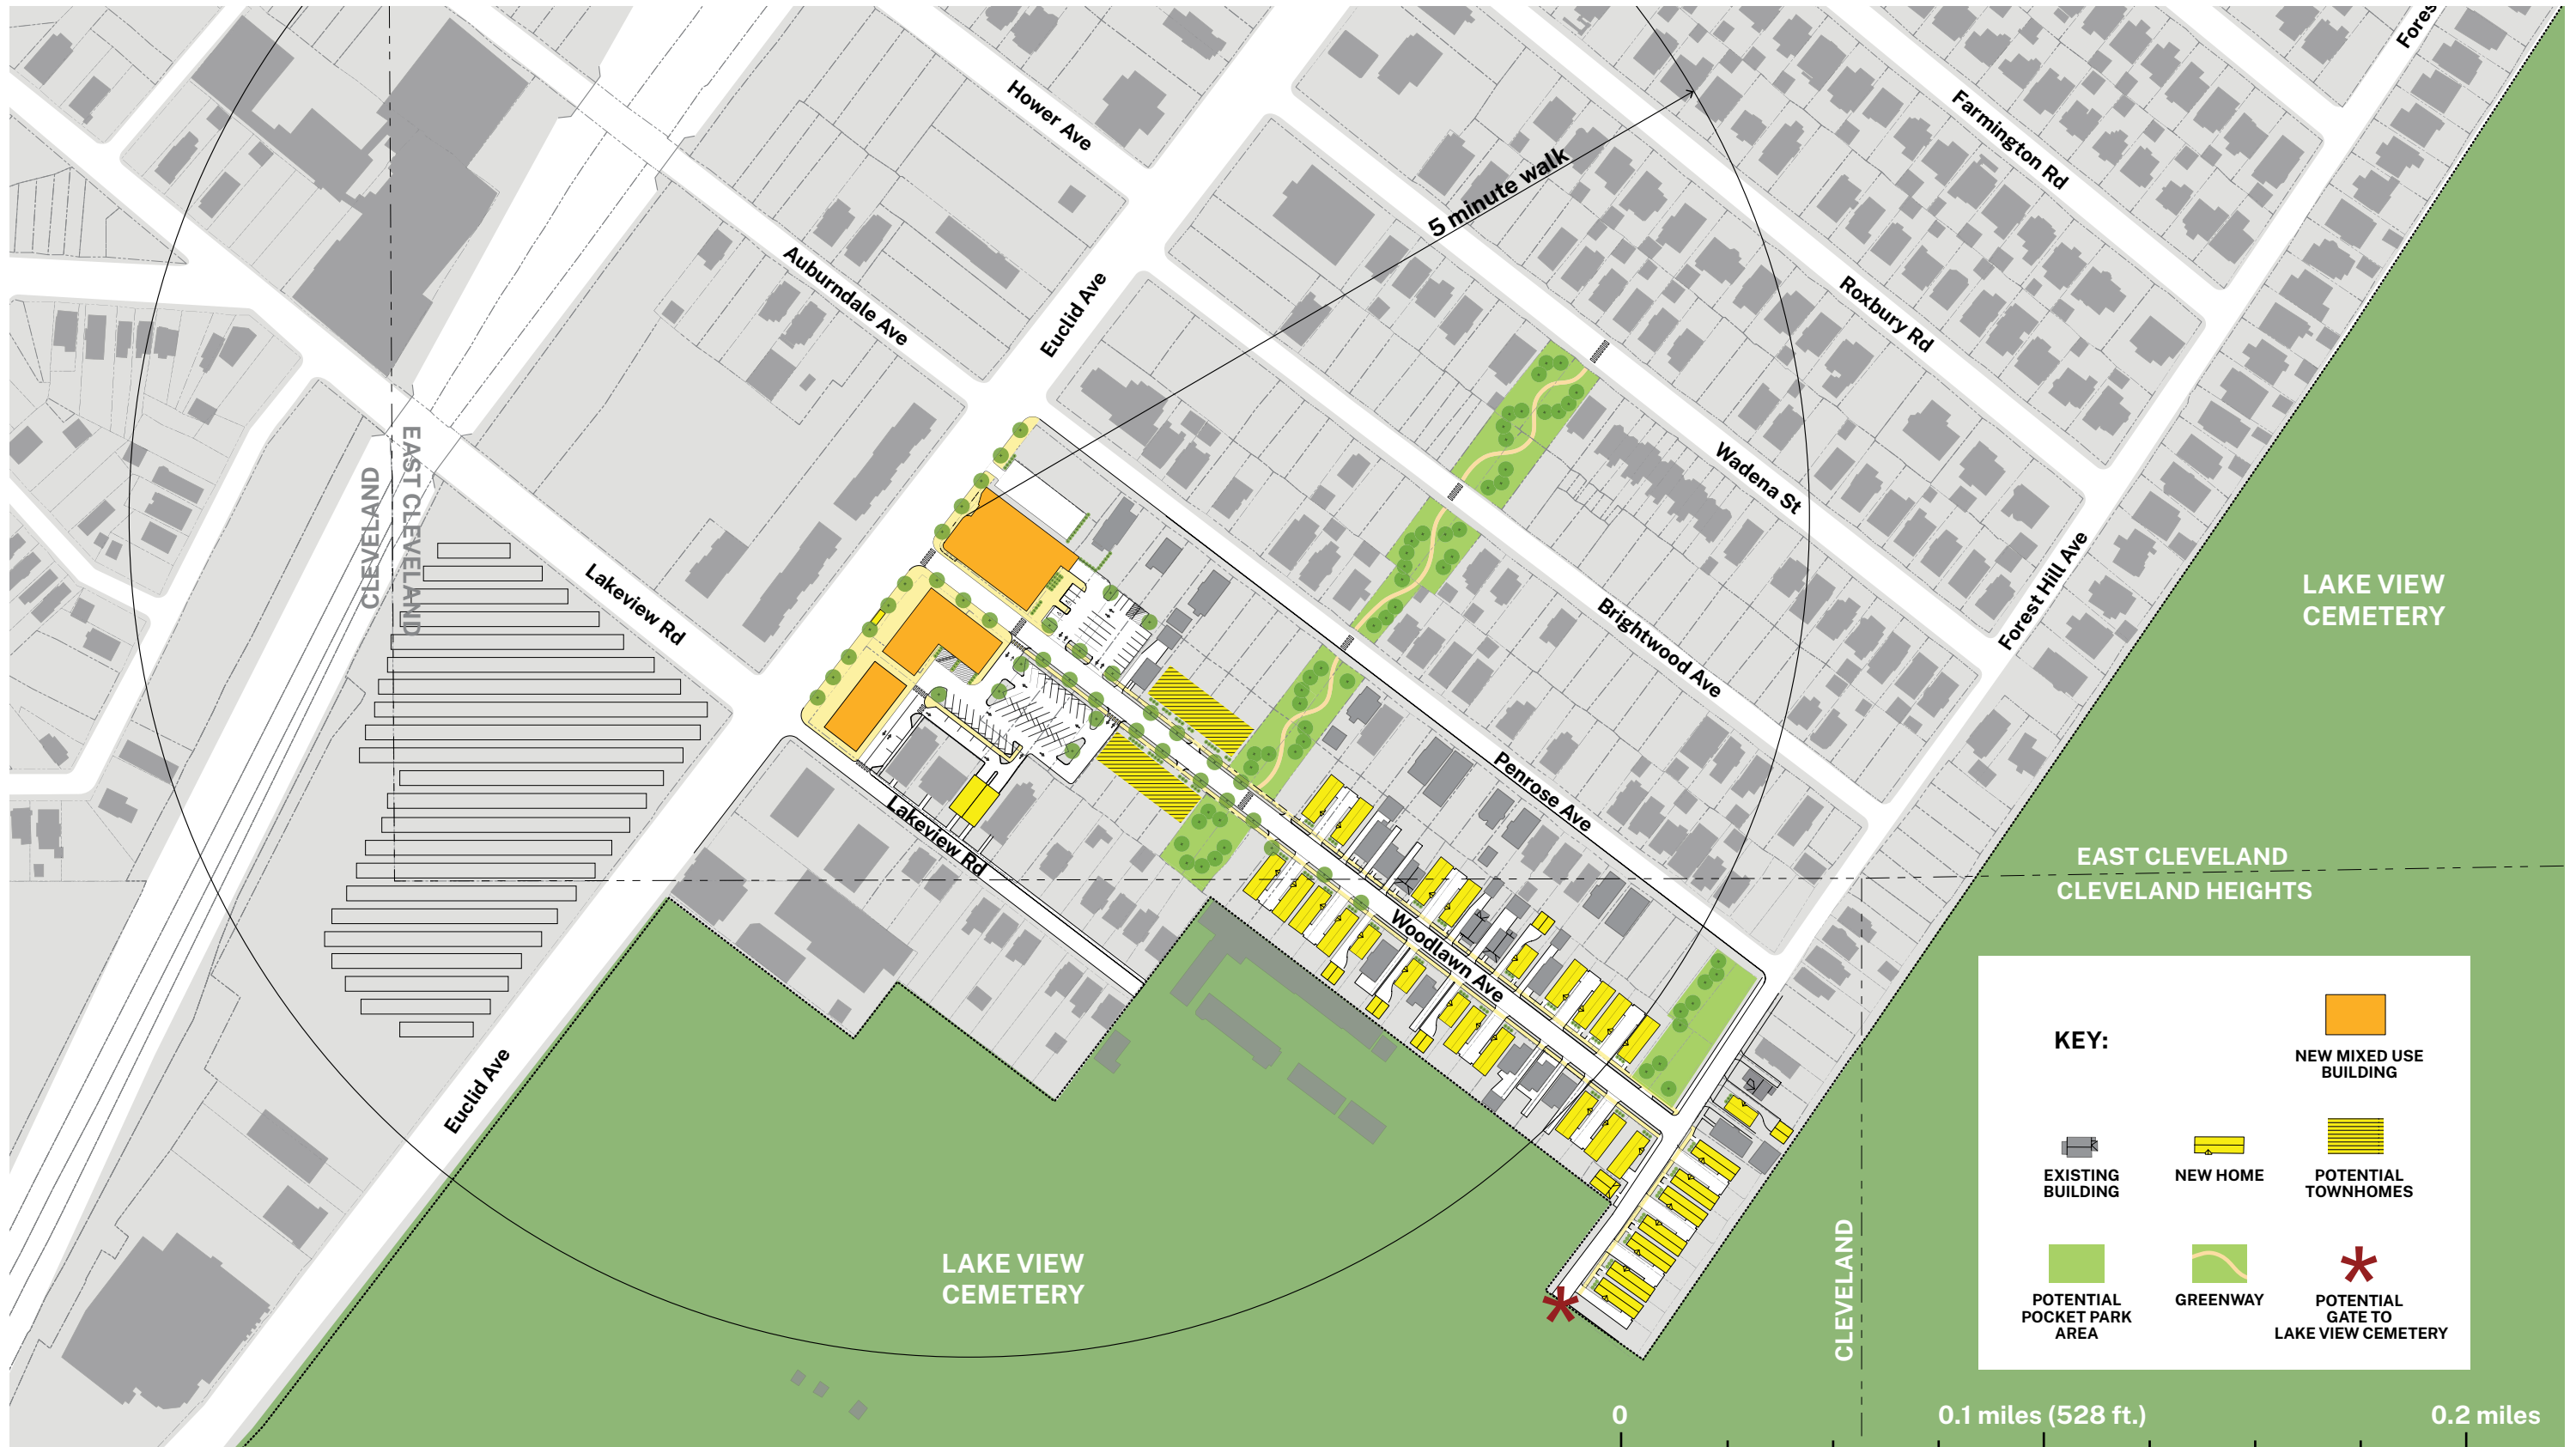 Fores
Hower Ave
Farmington Rd
5 minute walk
Auburndale Ave
Euclid Ave
Roxbury Rd
Wadena St
CLEVELAND
EAST CLEVELAND
Lakeview Rd
Forest Hill Ave
LAKE VIEW
CEMETERY
Brightwood Ave
Penrose Ave
Lakeview Rd
EAST CLEVELAND
CLEVELAND HEIGHTS
Woodlawn Ave
Euclid Ave
LAKE VIEW
CEMETERY
CLEVELAND
KEY:
NEW MIXED USE
BUILDING
EXISTING
BUILDING
NEW HOME
POTENTIAL
TOWNHOMES
POTENTIAL
POCKET PARK
AREA
GREENWAY
POTENTIAL
GATE TO
LAKE VIEW CEMETERY
0
0.1 miles (528 ft.)
0.2 miles